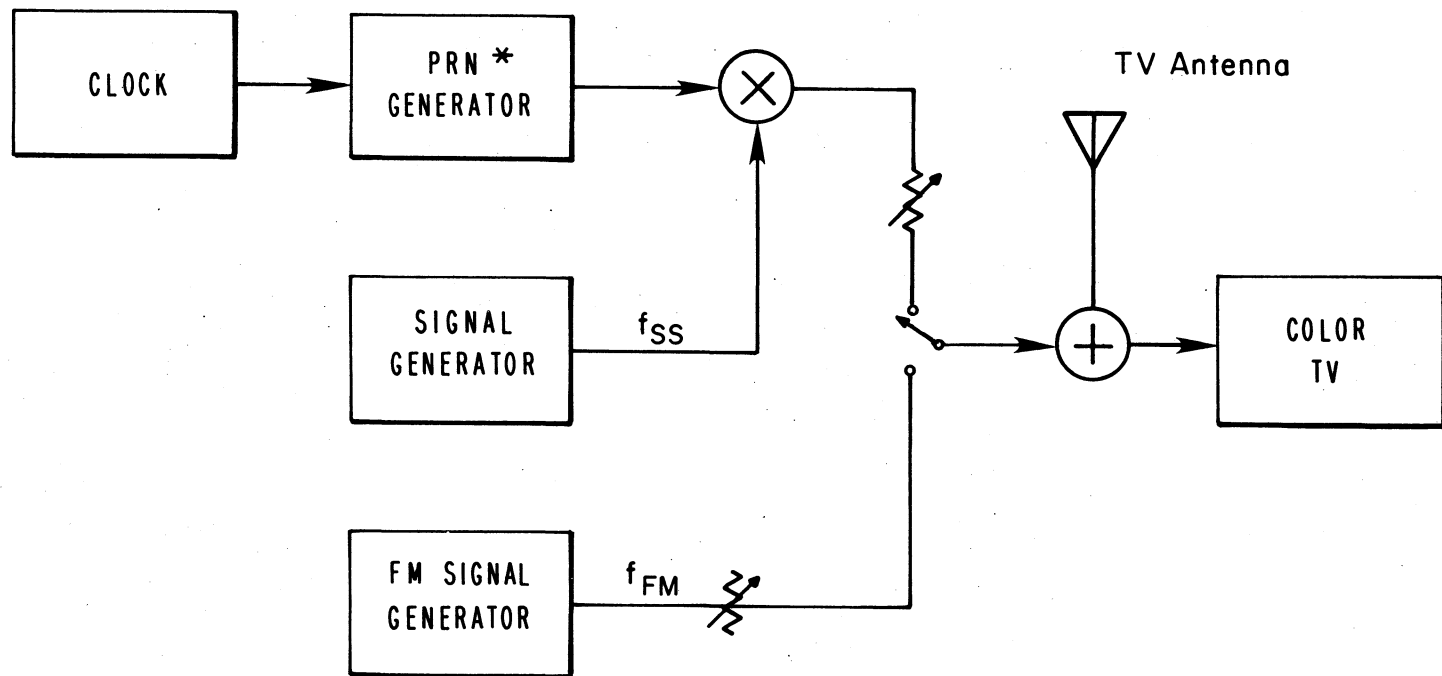 CLOCK
PRN *
GENERATOR
TV Antenna
SIGNAL
GENERATOR
fSS
COLOR
TV
FM SIGNAL
GENERATOR
fFM